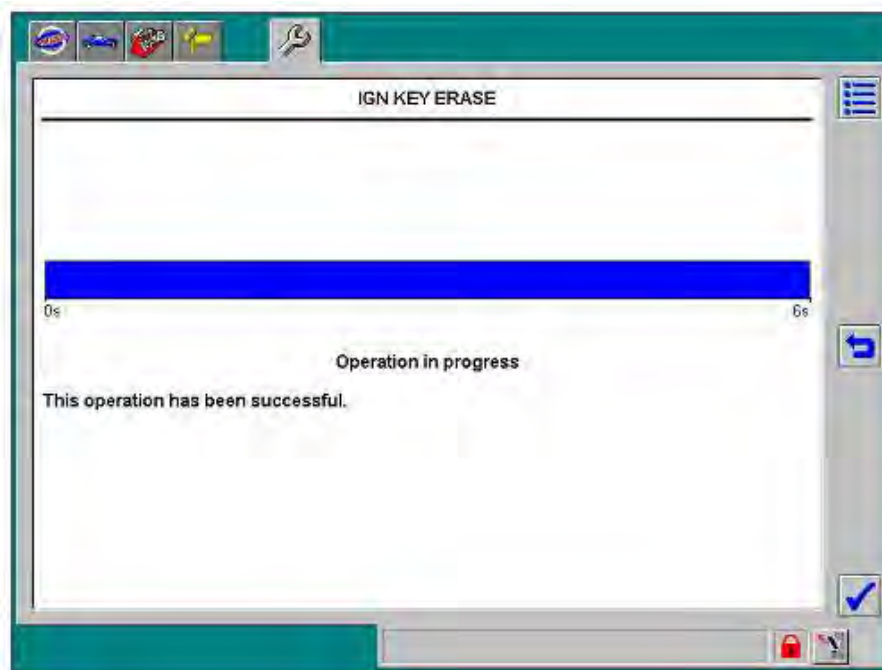 IGN KEY ERASE
0s
6s
Operation in progress
This operation has been successful.